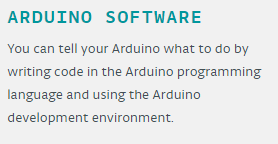 ARDUINO SOFTWARE
You can tell your Arduino what to do by
writing code in the Arduino programming
language and using the Arduino
development environment.